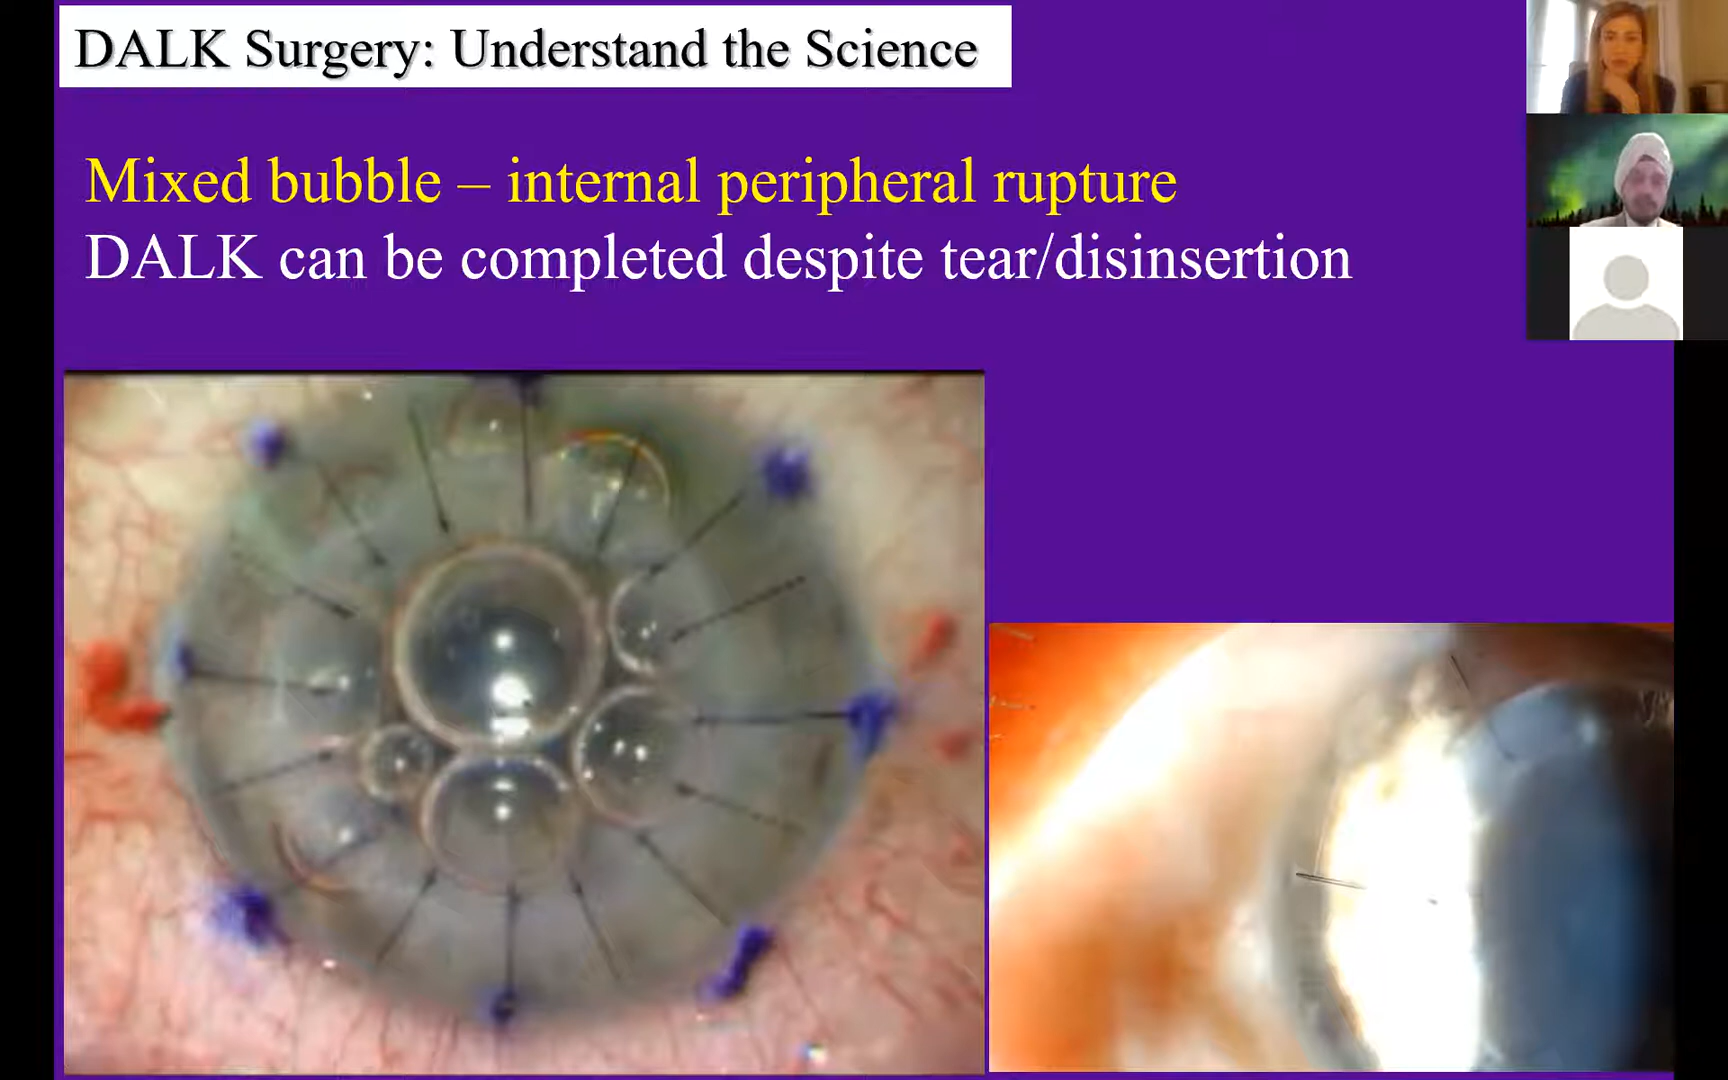 DALK Surgery: Understand the Science
Mixed bubble – internal peripheral rupture
DALK can be completed despite tear/disinsertion